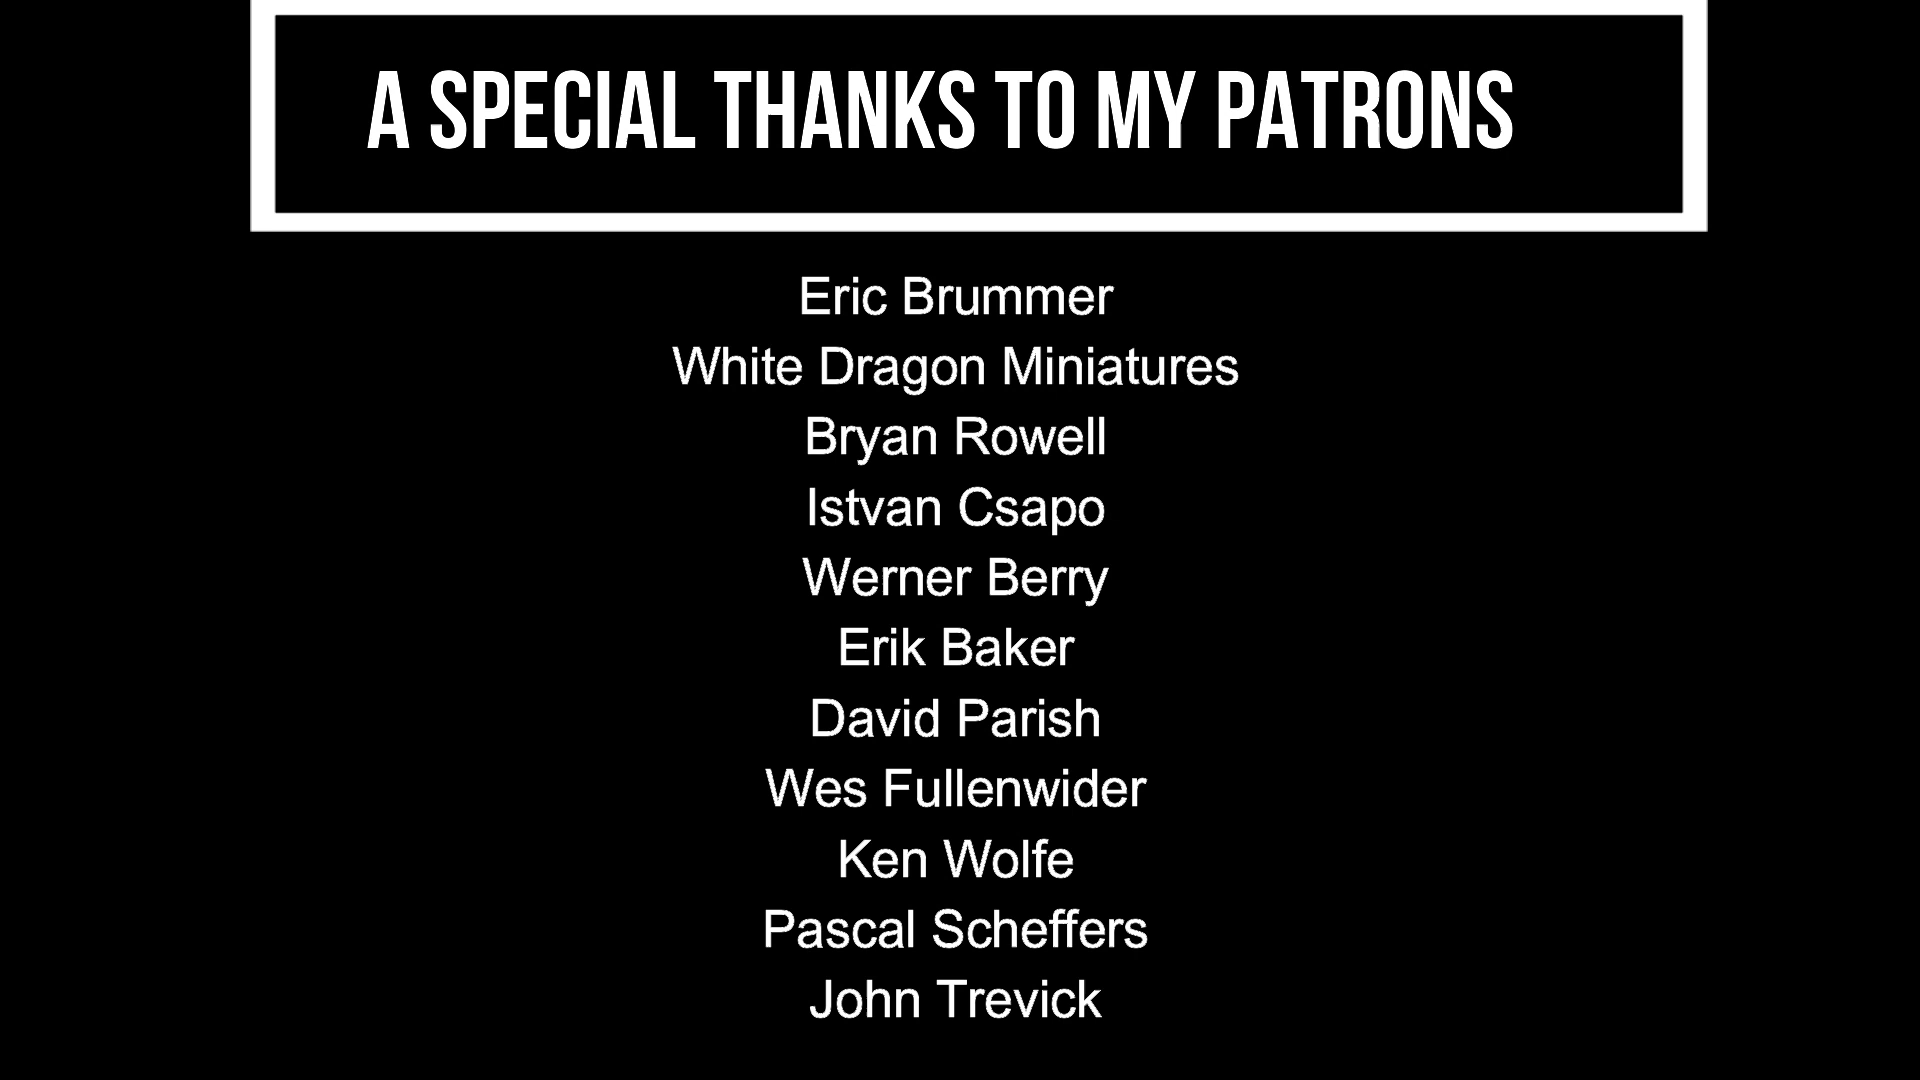 A SPECIAL THANKS TO MY PATRONS
Eric Brummer
White Dragon Miniatures
Bryan Rowell
Istvan Csapo
Werner Berry
Erik Baker
David Parish
Wes Fullenwider
Ken Wolfe
Pascal Scheffers
John Trevick